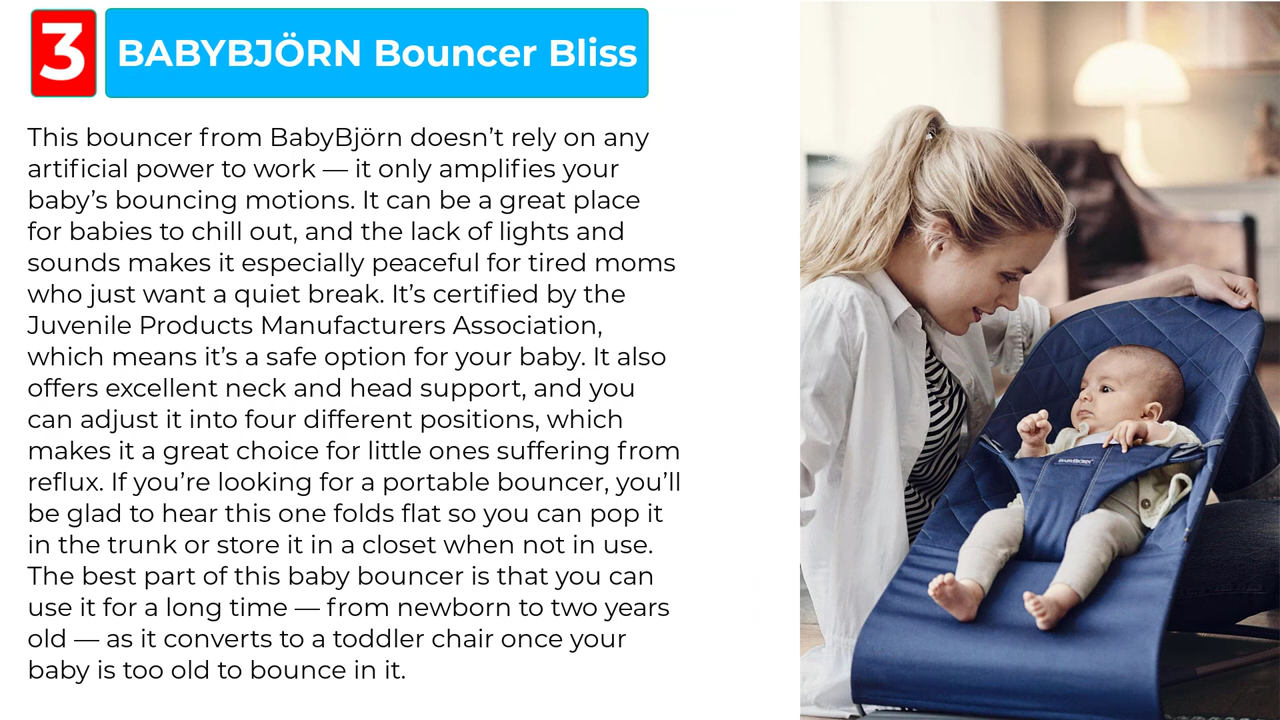 3
BABYBJÖRN Bouncer Bliss
This bouncer from BabyBjörn doesn’t rely on any
artificial power to work — it only amplifies your
baby’s bouncing motions. It can be a great place
for babies to chill out, and the lack of lights and
sounds makes it especially peaceful for tired moms
who just want a quiet break. It’s certified by the
Juvenile Products Manufacturers Association,
which means it’s a safe option for your baby. It also
offers excellent neck and head support, and you
can adjust it into four different positions, which
makes it a great choice for little ones suffering from
reflux. If you’re looking for a portable bouncer, you’ll
be glad to hear this one folds flat so you can pop it
in the trunk or store it in a closet when not in use.
The best part of this baby bouncer is that you can
use it for a long time — from newborn to two years
old — as it converts to a toddler chair once your
baby is too old to bounce in it.
BABYBJÖRN